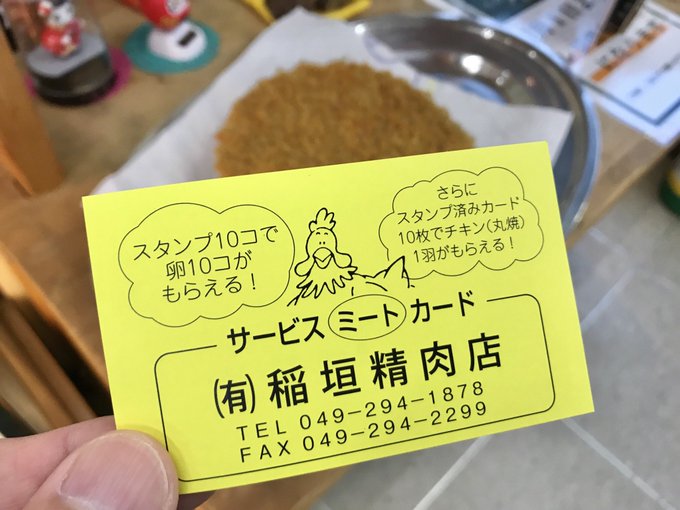 スタンプ10コで
卵10コが
もらえる！
さらに
スタンプ済みカード
10枚でチキン(丸焼)
1羽がもらえる！
サービスミートカード
(有)稲垣精肉店
TEL 049-294-1878
FAX 049-294-2299